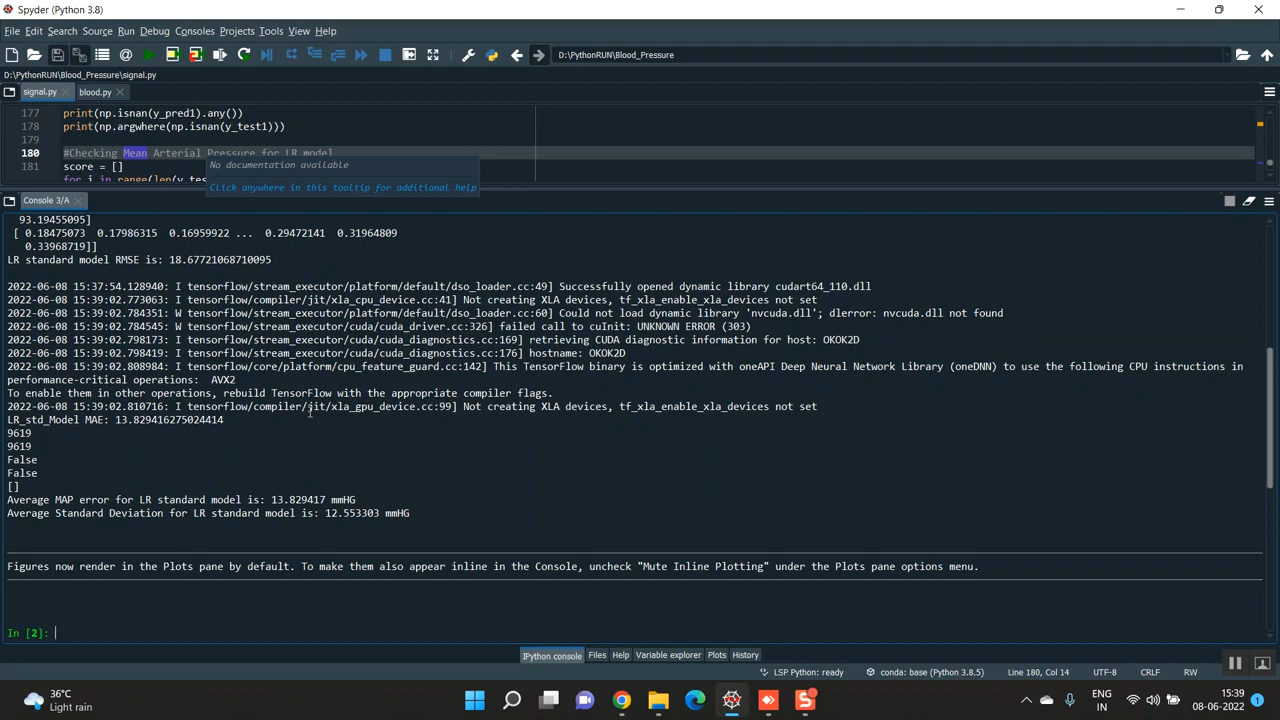 Spyder (Python 3.8)
File Edit Search Source Run Debug Consoles Projects Tools View Help
D:\PythonRUN\Blood_Pressure
D:\PythonRUN\Blood_Pressure\signal.py
signal.py blood.py
177 print(np.isnan(y_pred1).any())
178 print(np.argwhere(np.isnan(y_test1)))
179
180 #Checking Mean Arterial Pressure for LR model
No documentation available
181 score = []
for i in range(len(y_tes
Click anywhere in this tooltip for additional help
Console 3/A
93.19455095]
[ 0.18475073 0.17986315 0.16959922 ... 0.29472141 0.31964809
0.33968719]]
LR standard model RMSE is: 18.67721068710095
2022-06-08 15:37:54.128940: I tensorflow/stream_executor/platform/default/dso_loader.cc:49] Successfully opened dynamic library cudart64_110.dll
2022-06-08 15:39:02.773063: I tensorflow/compiler/jit/xla_cpu_device.cc:41] Not creating XLA devices, tf_xla_enable_xla_devices not set
2022-06-08 15:39:02.784351: W tensorflow/stream_executor/platform/default/dso_loader.cc:60] Could not load dynamic library 'nvcuda.dll'; dlerror: nvcuda.dll not found
2022-06-08 15:39:02.784545: W tensorflow/stream_executor/cuda/cuda_driver.cc:326] failed call to cuInit: UNKNOWN ERROR (303)
2022-06-08 15:39:02.798173: I tensorflow/stream_executor/cuda/cuda_diagnostics.cc:169] retrieving CUDA diagnostic information for host: OKOK2D
2022-06-08 15:39:02.798419: I tensorflow/stream_executor/cuda/cuda_diagnostics.cc:176] hostname: OKOK2D
2022-06-08 15:39:02.808984: I tensorflow/core/platform/cpu_feature_guard.cc:142] This TensorFlow binary is optimized with oneAPI Deep Neural Network Library (oneDNN) to use the following CPU instructions in
performance-critical operations: AVX2
To enable them in other operations, rebuild TensorFlow with the appropriate compiler flags.
2022-06-08 15:39:02.810716: I tensorflow/compiler/jit/xla_gpu_device.cc:99] Not creating XLA devices, tf_xla_enable_xla_devices not set
LR_std_Model MAE: 13.829416275024414
9619
9619
False
False
[]
Average MAP error for LR standard model is: 13.829417 mmHG
Average Standard Deviation for LR standard model is: 12.553303 mmHG
Figures now render in the Plots pane by default. To make them also appear inline in the Console, uncheck "Mute Inline Plotting" under the Plots pane options menu.
In [2]:
IPython console Files Help Variable explorer Plots History
LSP Python: ready conda: base (Python 3.8.5) Line 180, Col 14 UTF-8 CRLF RW
36°C
Light rain
ENG
IN
15:39
08-06-2022
1